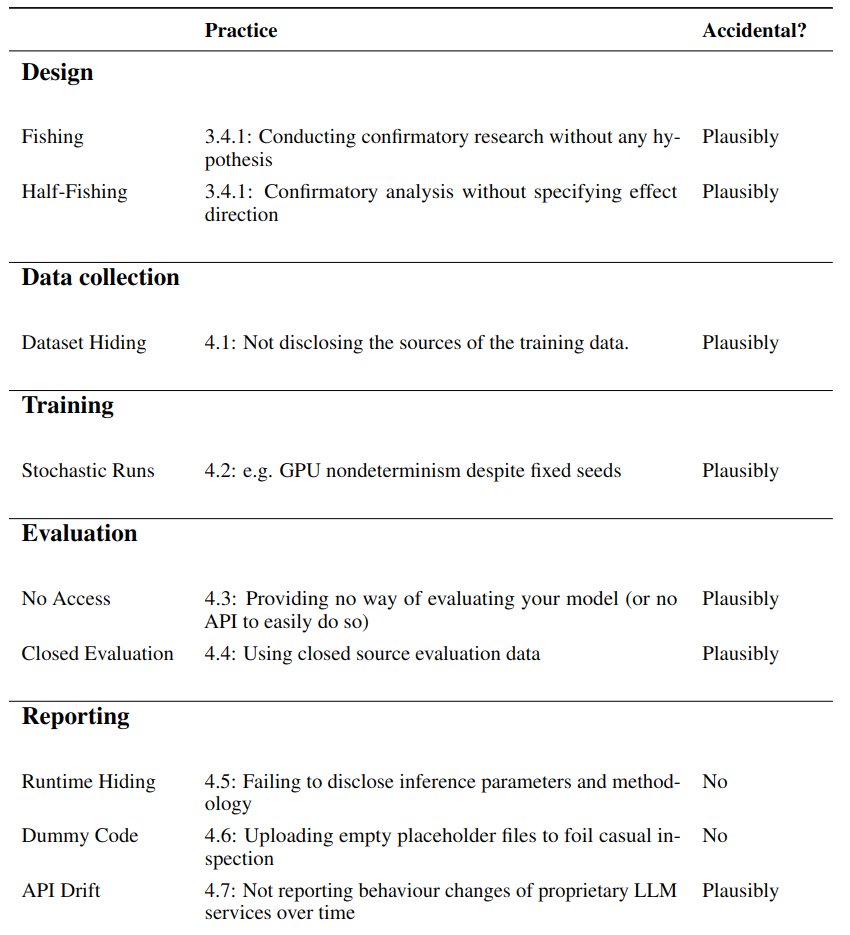 Practice Accidental?
Design
Fishing 3.4.1: Conducting confirmatory research without any hy- Plausibly
pothesis
Half-Fishing 3.4.1: Confirmatory analysis without specifying effect Plausibly
direction
Data collection
Dataset Hiding 4.1: Not disclosing the sources of the training data. Plausibly
Training
Stochastic Runs 4.2: e.g. GPU nondeterminism despite fixed seeds Plausibly
Evaluation
No Access 4.3: Providing no way of evaluating your model (or no Plausibly
API to easily do so)
Closed Evaluation 4.4: Using closed source evaluation data Plausibly
Reporting
Runtime Hiding 4.5: Failing to disclose inference parameters and method- No
ology
Dummy Code 4.6: Uploading empty placeholder files to foil casual in- No
spection
API Drift 4.7: Not reporting behaviour changes of proprietary LLM Plausibly
services over time